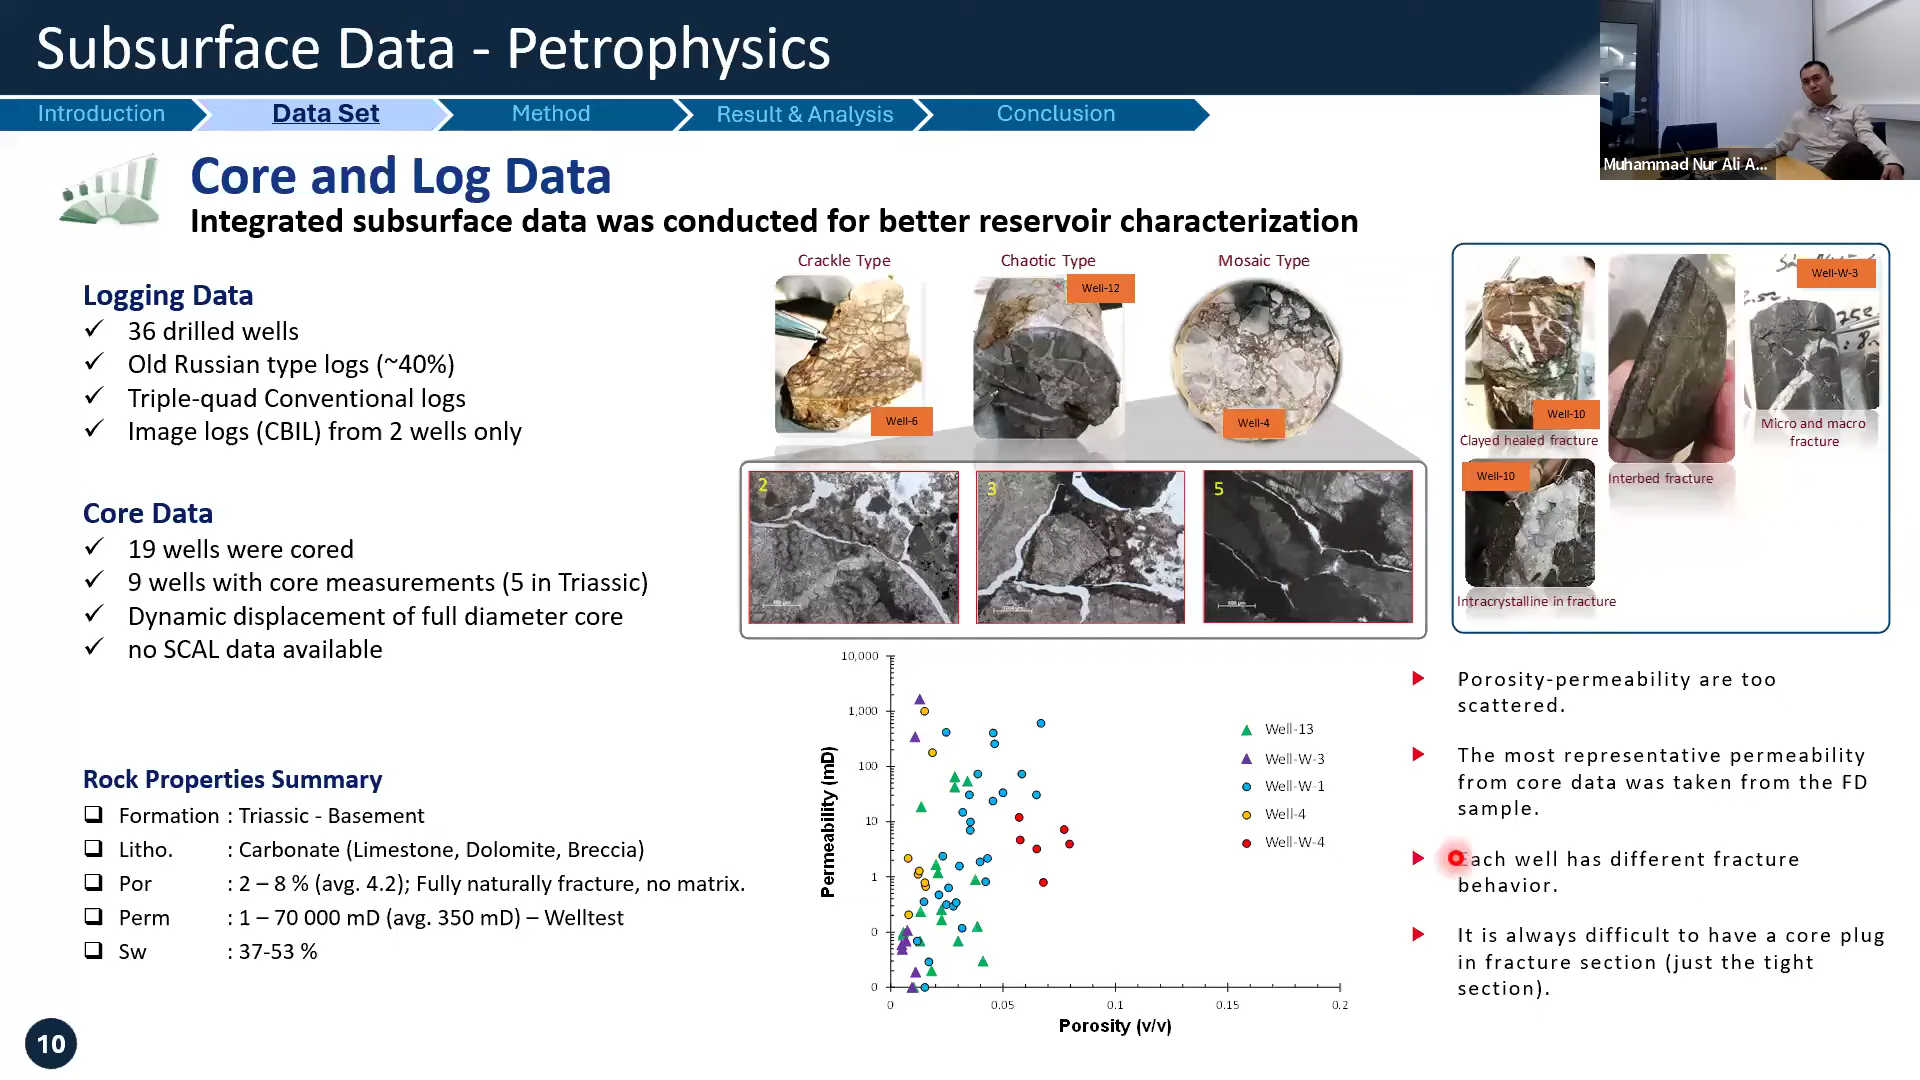 Subsurface Data - Petrophysics
Introduction
Data Set
Method
Result & Analysis
Conclusion
Muhammad Nur Ali A...
Core and Log Data
Integrated subsurface data was conducted for better reservoir characterization
Logging Data
36 drilled wells
Old Russian type logs (~40%)
Triple-quad Conventional logs
Image logs (CBIL) from 2 wells only
Core Data
19 wells were cored
9 wells with core measurements (5 in Triassic)
Dynamic displacement of full diameter core
no SCAL data available
Rock Properties Summary
Formation : Triassic - Basement
Litho. : Carbonate (Limestone, Dolomite, Breccia)
Por : 2 – 8 % (avg. 4.2); Fully naturally fracture, no matrix.
Perm : 1 – 70 000 mD (avg. 350 mD) – Welltest
Sw : 37-53 %
10
Crackle Type
Chaotic Type
Mosaic Type
Well-6
Well-12
Well-4
2
3
5
Well-10
Clayed healed fracture
Well-10
Intracrystalline in fracture
Interbed fracture
Well-W-3
Micro and macro
fracture
10,000
1,000
100
10
1
0
0
Permeability (mD)
0
0.05
0.1
0.15
0.2
Porosity (v/v)
Well-13
Well-W-3
Well-W-1
Well-4
Well-W-4
Porosity-permeability are too
scattered.
The most representative permeability
from core data was taken from the FD
sample.
Each well has different fracture
behavior.
It is always difficult to have a core plug
in fracture section (just the tight
section).